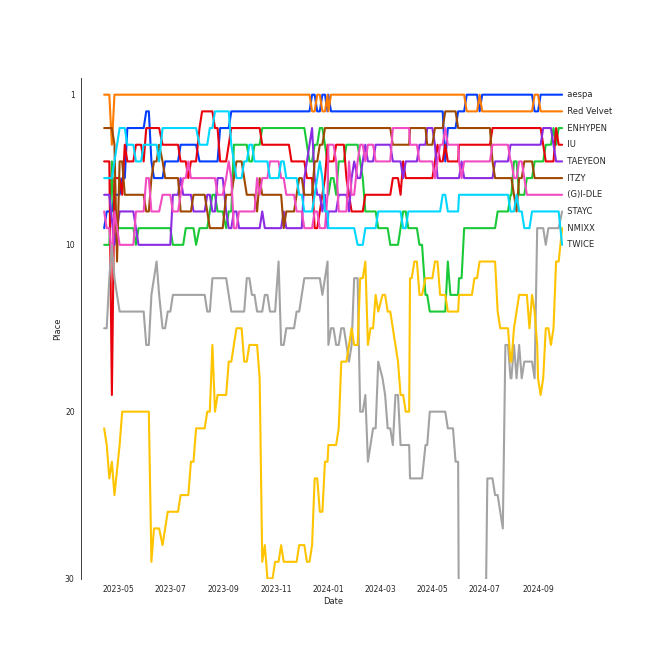 1
10
20
30
Place
aespa
Red Velvet
ENHYPEN
IU
TAEYEON
ITZY
(G)I-DLE
STAYC
NMIXX
TWICE
2023-05 2023-07 2023-09 2023-11 2024-01 2024-03 2024-05 2024-07 2024-09
Date